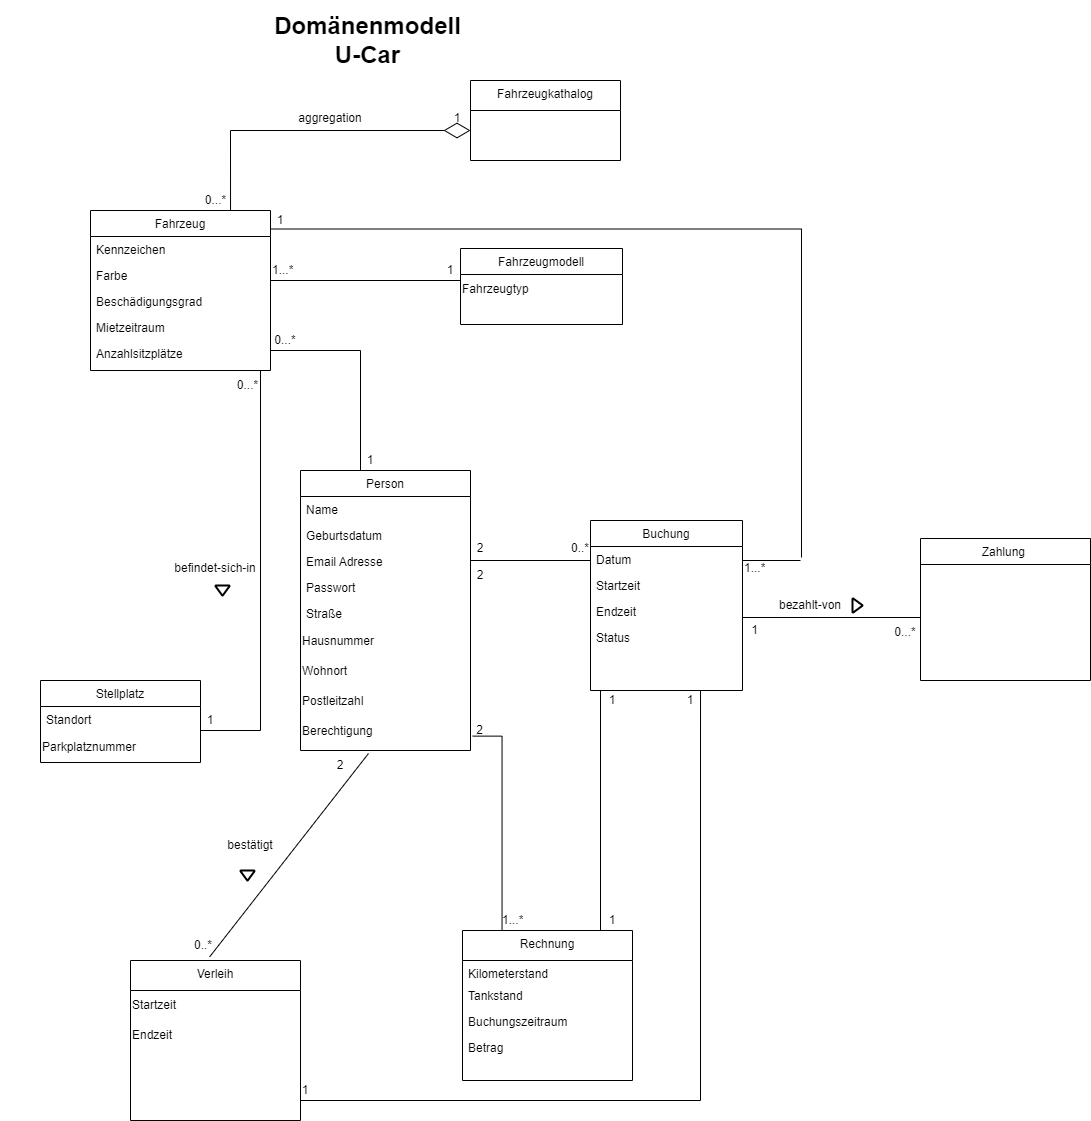 Domänenmodell
U-Car
Fahrzeugkathalog
aggregation
1
0...*
Fahrzeug
1
Kennzeichen
Farbe
Beschädigungsgrad
Mietzeitraum
Anzahlsitzplätze
1...*
1
Fahrzeugmodell
Fahrzeugtyp
0...*
0...*
1
Person
Name
Geburtsdatum
Email Adresse
Passwort
Straße
Hausnummer
Wohnort
Postleitzahl
Berechtigung
2
2
0..*
Buchung
Datum
Startzeit
Endzeit
Status
1...*
bezahlt-von
1
0...*
Zahlung
befindet-sich-in
Stellplatz
Standort
Parkplatznummer
1
2
2
1
1
bestätigt
0..*
1...*
1
Verleih
Startzeit
Endzeit
1
Rechnung
Kilometerstand
Tankstand
Buchungszeitraum
Betrag